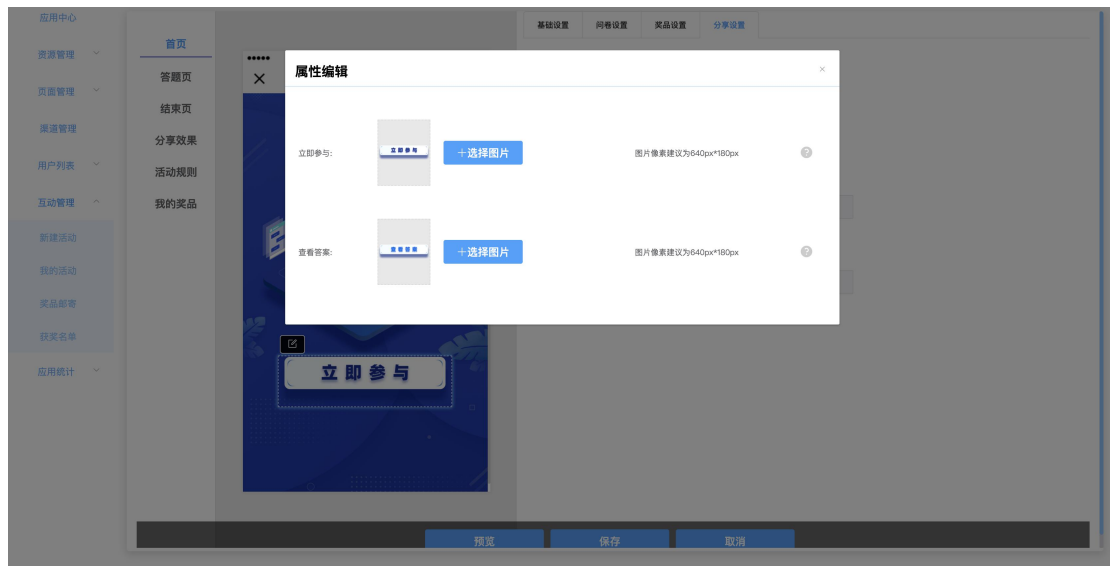 应用中心
资源管理
页面管理
渠道管理
用户列表
互动管理
新建活动
我的活动
奖品邮寄
获奖名单
应用统计
首页
答题页
结束页
分享效果
活动规则
我的奖品
基础设置 问卷设置 奖品设置 分享设置
属性编辑
立即参与: 立即参与 +选择图片 图片像素建议为640px*180px
查看答案: 查看答案 +选择图片 图片像素建议为640px*180px
立即参与
预览 保存 取消